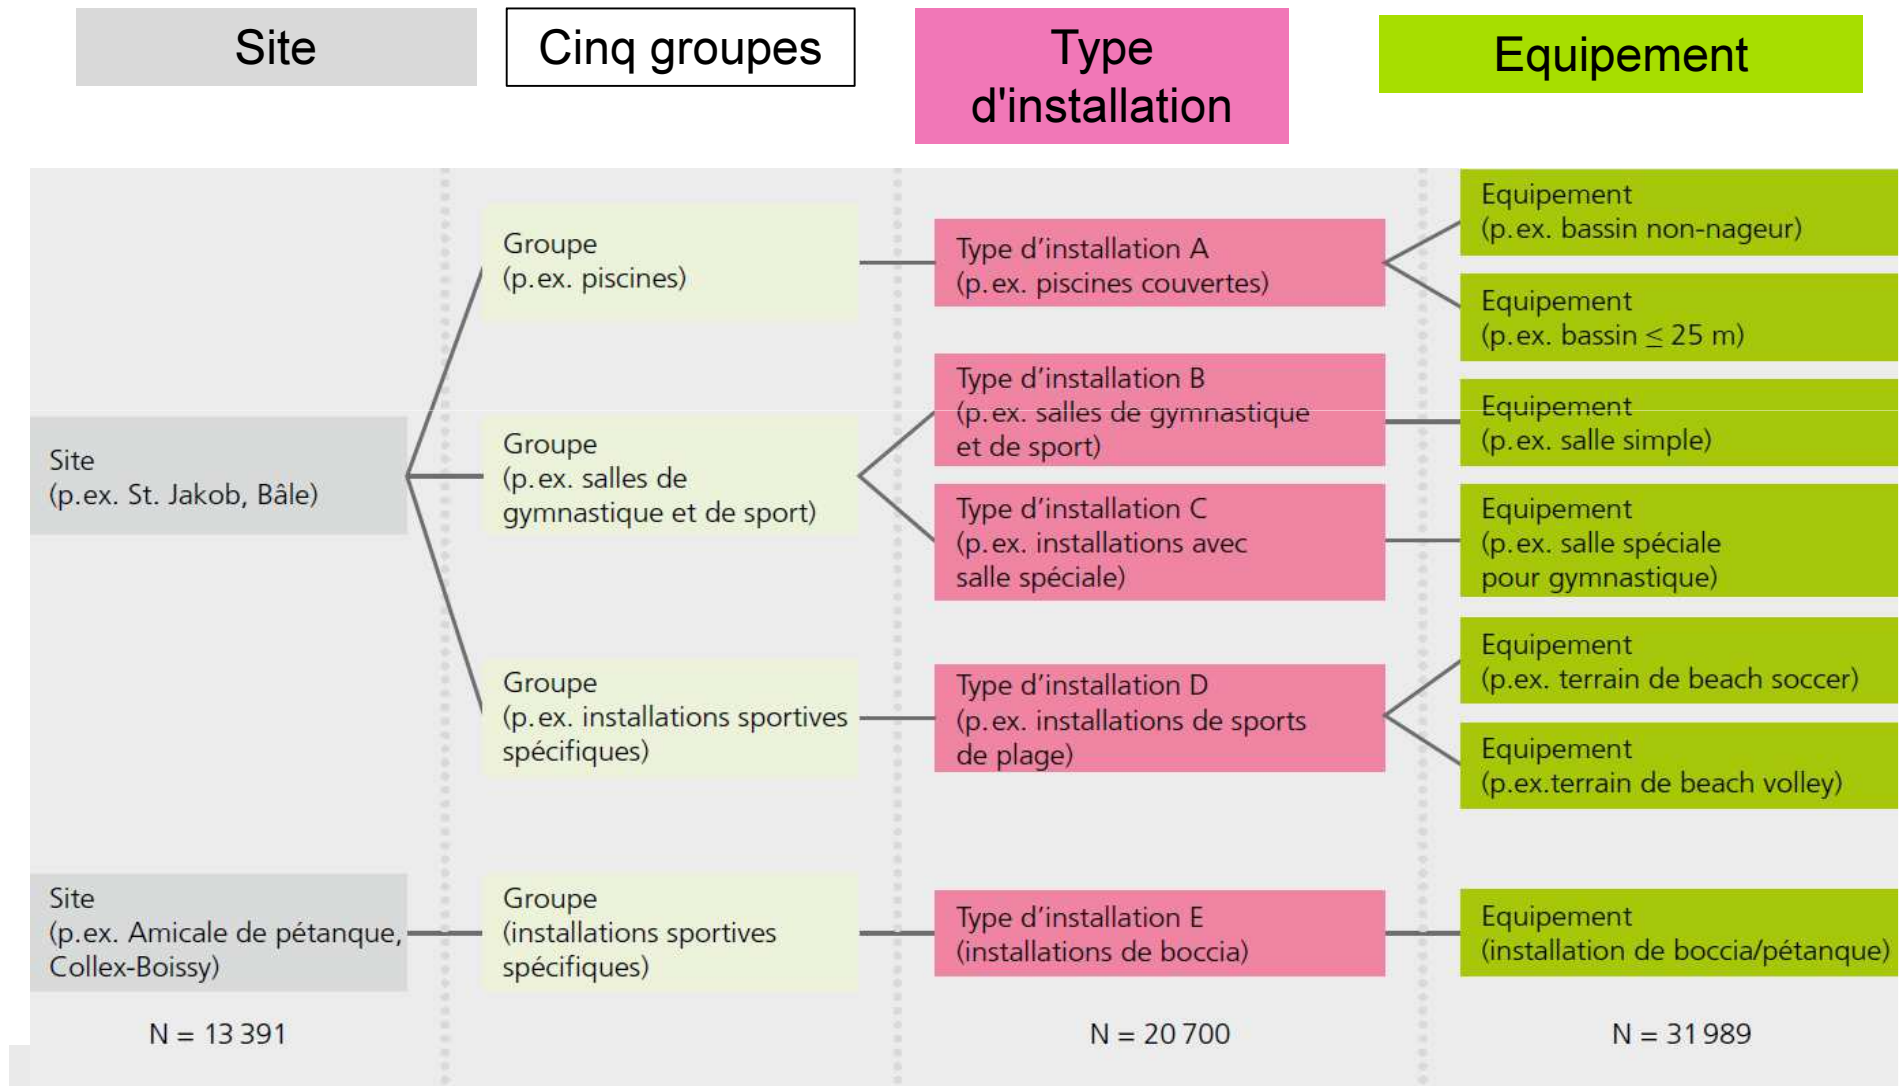 Site
Cinq groupes
Type
d'installation
Equipement
Site
(p.ex. St. Jakob, Bâle)
Groupe
(p.ex. piscines)
Groupe
(p.ex. salles de
gymnastique et de sport)
Groupe
(p.ex. installations sportives
spécifiques)
Type d’installation A
(p.ex. piscines couvertes)
Type d’installation B
(p.ex. salles de gymnastique
et de sport)
Type d’installation C
(p.ex. installations avec
salle spéciale)
Type d’installation D
(p.ex. installations de sports
de plage)
Equipement
(p.ex. bassin non-nageur)
Equipement
(p.ex. bassin ≤ 25 m)
Equipement
(p.ex. salle simple)
Equipement
(p.ex. salle spéciale
pour gymnastique)
Equipement
(p.ex. terrain de beach soccer)
Equipement
(p.ex.terrain de beach volley)
Site
(p.ex. Amicale de pétanque,
Collex-Boissy)
Groupe
(installations sportives
spécifiques)
Type d’installation E
(installations de boccia)
Equipement
(installation de boccia/pétanque)
N = 13 391
N = 20 700
N = 31 989